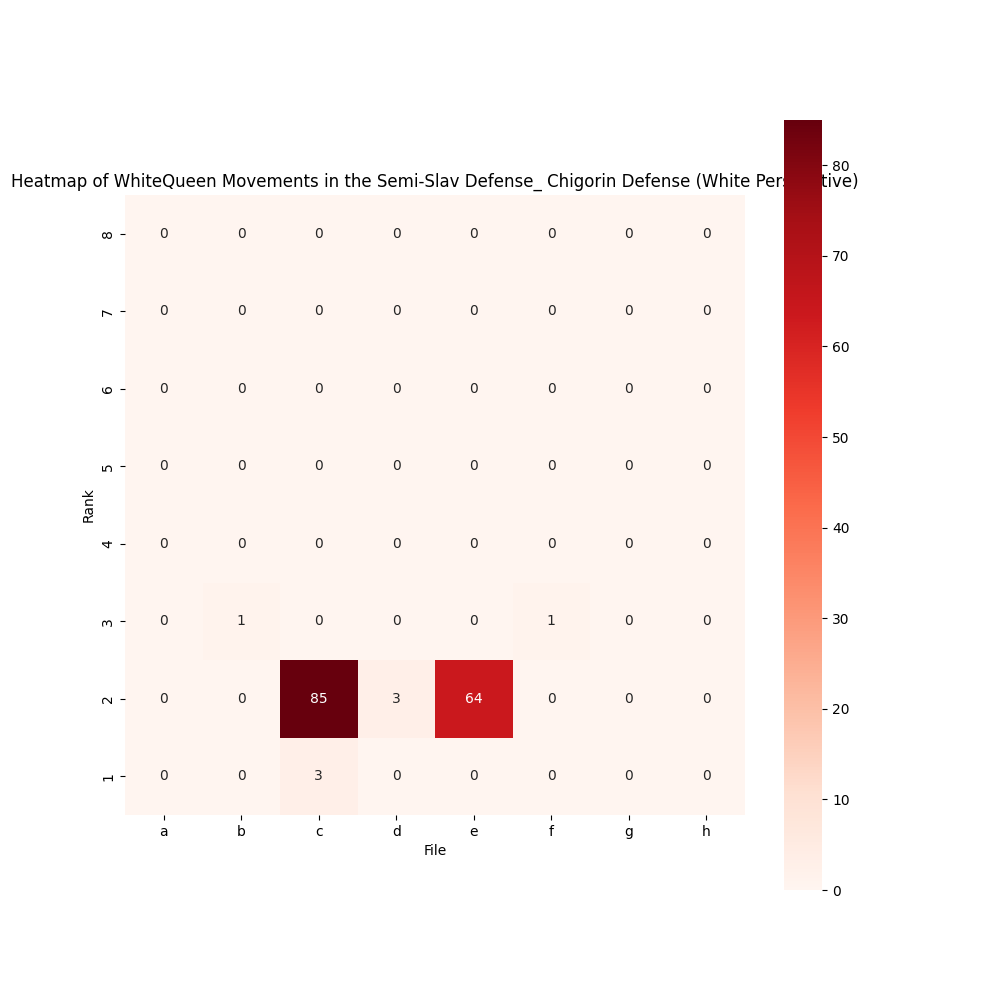 Heatmap of WhiteQueen Movements in the Semi-Slav Defense_ Chigorin Defense (White Perspective)
Rank
8 0 0 0 0 0 0 0 0
7 0 0 0 0 0 0 0 0
6 0 0 0 0 0 0 0 0
5 0 0 0 0 0 0 0 0
4 0 0 0 0 0 0 0 0
3 0 1 0 0 0 1 0 0
2 0 0 85 3 64 0 0 0
1 0 0 3 0 0 0 0 0
a b c d e f g h
File
80
70
60
50
40
30
20
10
0